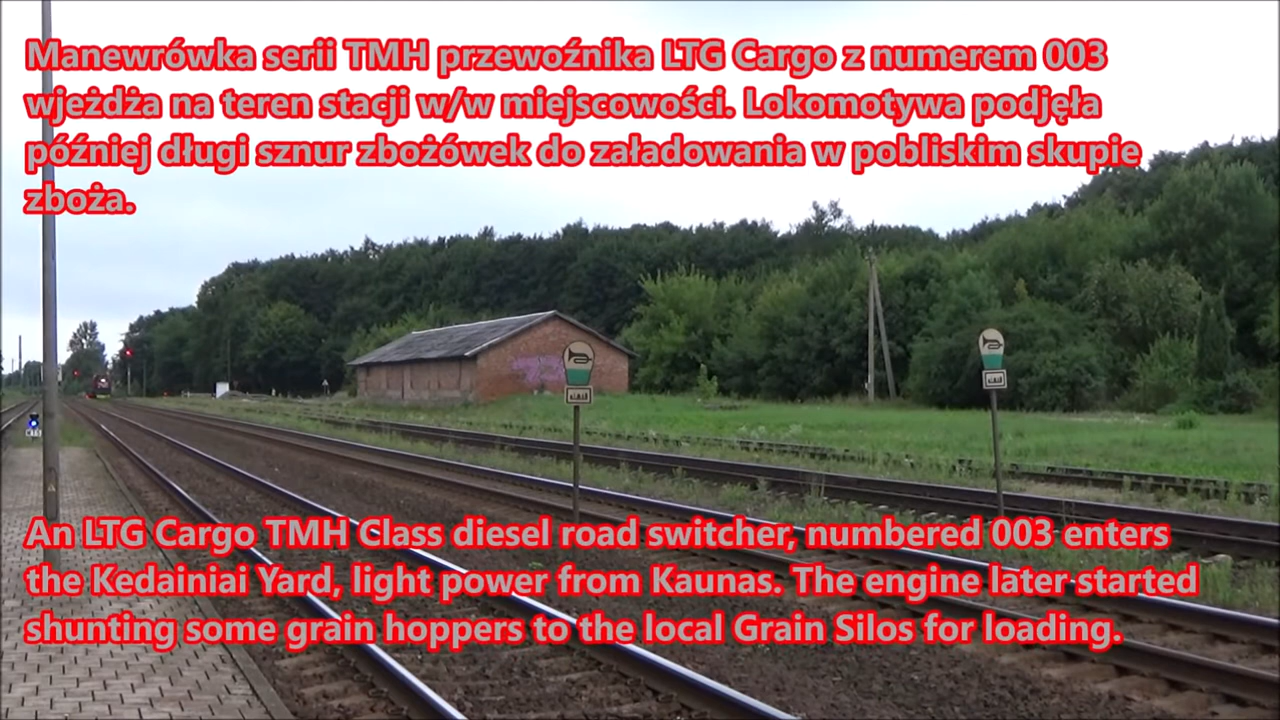 Manewrówka serii TMH przewoźnika LTG Cargo z numerem 003
wjeżdża na teren stacji w/w miejscowości. Lokomotywa podjęła
później długi sznur zbożówek do załadowania w pobliskim skupie
zboża.
An LTG Cargo TMH Class diesel road switcher, numbered 003 enters
the Kedainiai Yard, light power from Kaunas. The engine later started
shunting some grain hoppers to the local Grain Silos for loading.